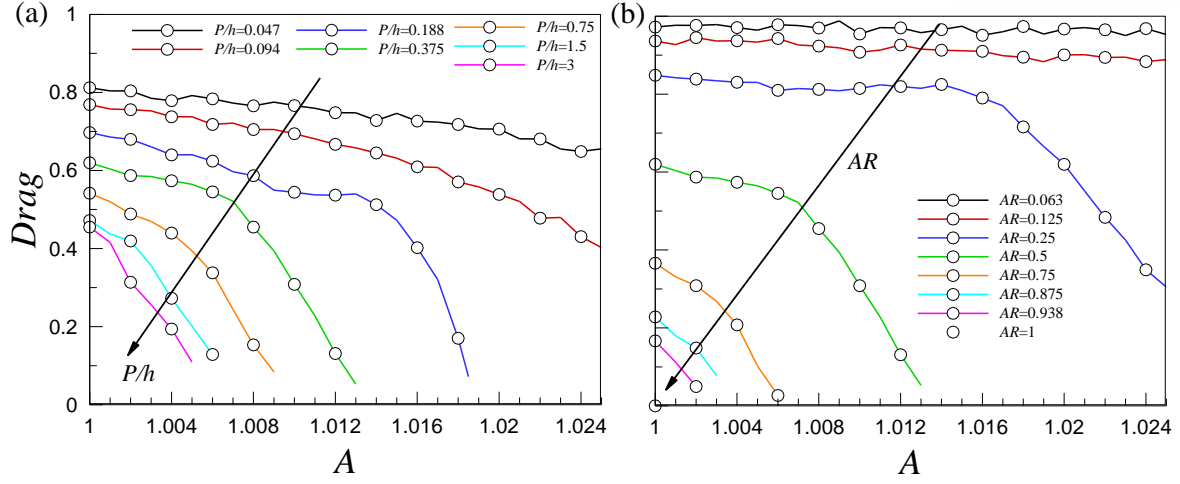 (a)
P/h=0.047 P/h=0.188 P/h=0.75
P/h=0.094 P/h=0.375 P/h=1.5
P/h=3
1
0.8
0.6
0.4
0.2
0
Drag
P/h
1 1.004 1.008 1.012 1.016 1.02 1.024
A
(b)
AR
AR=0.063
AR=0.125
AR=0.25
AR=0.5
AR=0.75
AR=0.875
AR=0.938
AR=1
1 1.004 1.008 1.012 1.016 1.02 1.024
A